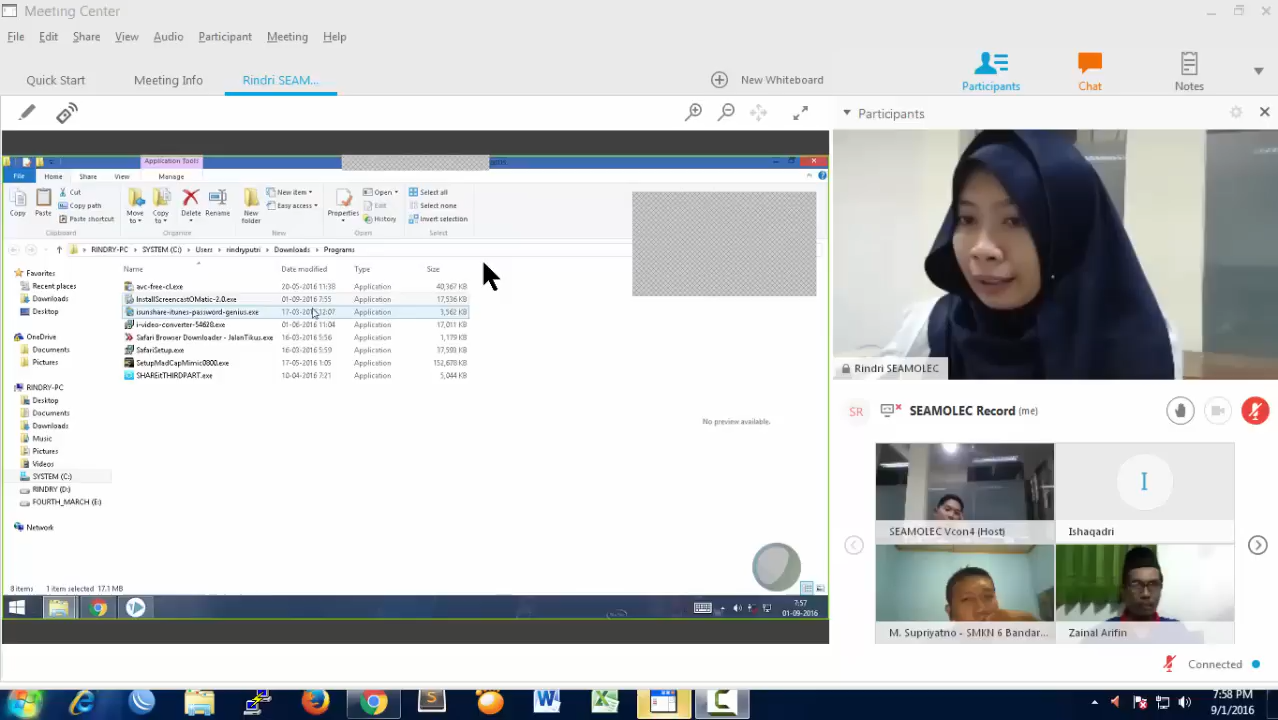 Meeting Center
File Edit Share View Audio Participant Meeting Help
Quick Start Meeting Info Rindri SEAM... New Whiteboard Participants Chat Notes
Participants
Application Tools
File Home Share View Manage
Copy Paste Cut Copy path Paste shortcut Move to Copy to Delete Rename New folder New item Easy access Properties Open Edit History Select all Select none Invert selection
Clipboard Organize New Open Select
RINDRY-PC SYSTEM (C:) Users rindryputri Downloads Programs
Name Date modified Type Size
avc-free-cl.exe 20-05-2016 11:38 Application 40,367 KB
InstallScreencastOMatic-2.0.exe 01-09-2016 7:55 Application 17,536 KB
isunshare-itunes-password-genius.exe 17-03-2016 12:07 Application 3,562 KB
i-video-converter-54628.exe 01-06-2016 11:04 Application 17,011 KB
Safari Browser Downloader - JalanTikus.exe 16-03-2016 5:56 Application 1,179 KB
SafariSetup.exe 16-03-2016 5:59 Application 37,593 KB
SetupMadCapMimic0800.exe 17-05-2016 1:05 Application 152,678 KB
SHAREitTHIRDPART.exe 10-04-2016 7:21 Application 5,044 KB
Favorites
Recent places
Downloads
Desktop
OneDrive
Documents
Pictures
RINDRY-PC
Desktop
Documents
Downloads
Music
Pictures
Videos
SYSTEM (C:)
RINDRY (D:)
FOURTH_MARCH (E:)
Network
No preview available.
8 items 1 item selected 17.1 MB
7:57
01-09-2016
Rindri SEAMOLEC
SR SEAMOLEC Record (me)
SEAMOLEC Vcon4 (Host)
I
Ishaqadri
M. Supriyatno - SMKN 6 Bandar...
Zainal Arifin
Connected
7:58 PM
9/1/2016